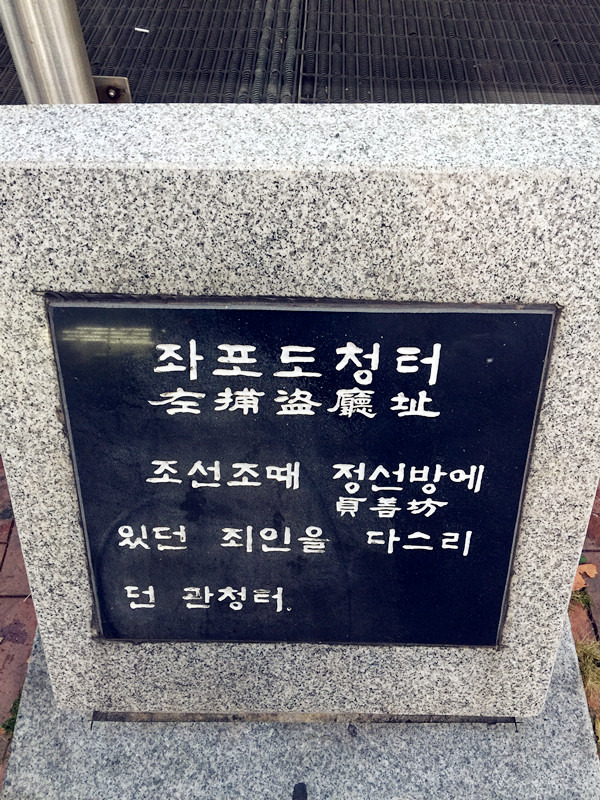 좌포도청터
左捕盜廳址
조선조때 정선방에
貞善坊
있던 죄인을 다스리
던 관청터.